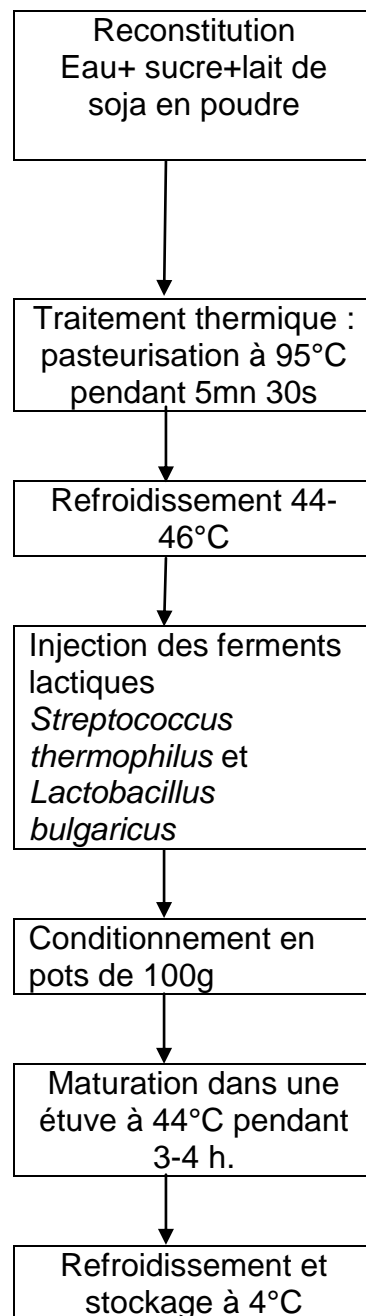 Reconstitution
Eau+ sucre+lait de
soja en poudre
Traitement thermique :
pasteurisation à 95°C
pendant 5mn 30s
Refroidissement 44-
46°C
Injection des ferments
lactiques
Streptococcus
thermophilus et
Lactobacillus
bulgaricus
Conditionnement en
pots de 100g
Maturation dans une
étuve à 44°C pendant
3-4 h.
Refroidissement et
stockage à 4°C